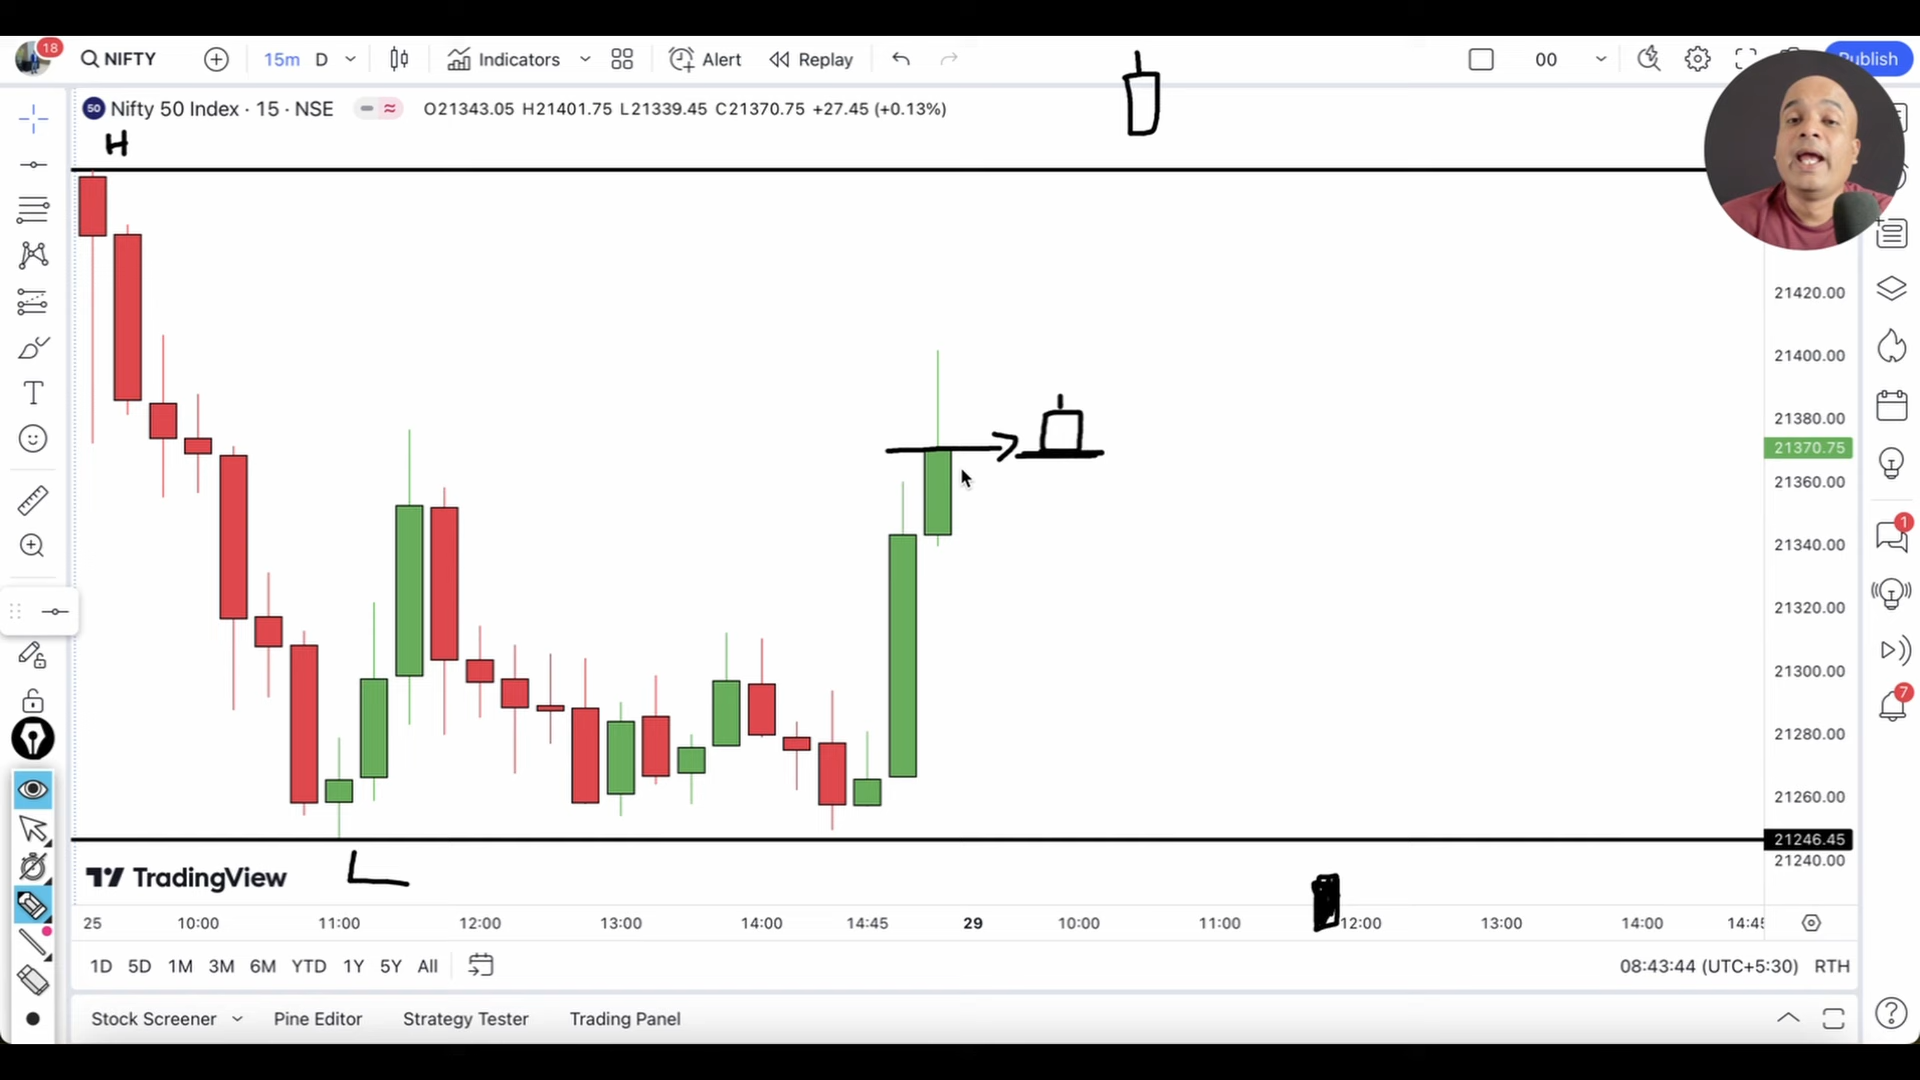 18 NIFTY 15m D Indicators Alert Replay 00 Publish
50 Nifty 50 Index · 15 · NSE O21343.05 H21401.75 L21339.45 C21370.75 +27.45 (+0.13%)
H
21420.00
21400.00
21380.00
21370.75
21360.00
1
21340.00
21320.00
21300.00
7
21280.00
21260.00
21246.45
21240.00
L
TradingView
25 10:00 11:00 12:00 13:00 14:00 14:45 29 10:00 11:00 12:00 13:00 14:00 14:45
1D 5D 1M 3M 6M YTD 1Y 5Y All 08:43:44 (UTC+5:30) RTH
Stock Screener Pine Editor Strategy Tester Trading Panel